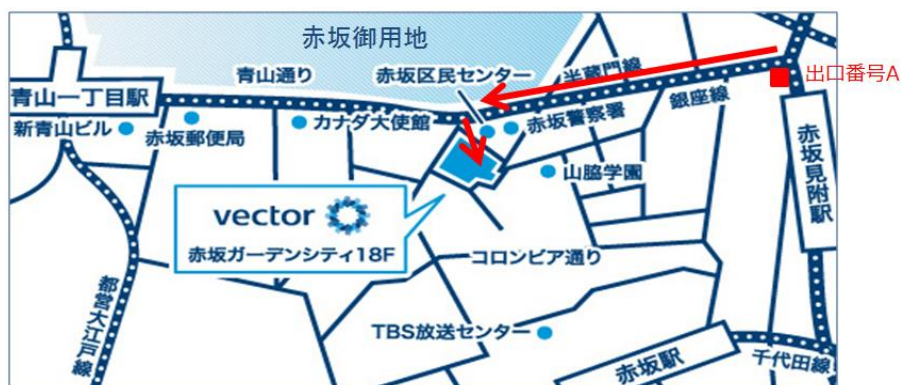 赤坂御用地
青山通り
赤坂区民センター
半蔵門線
出口番号A
青山一丁目駅
銀座線
新青山ビル
赤坂郵便局
カナダ大使館
赤坂警察署
赤坂見附駅
山脇学園
vector
赤坂ガーデンシティ18F
コロンビア通り
都営大江戸線
TBS放送センター
赤坂駅
千代田線